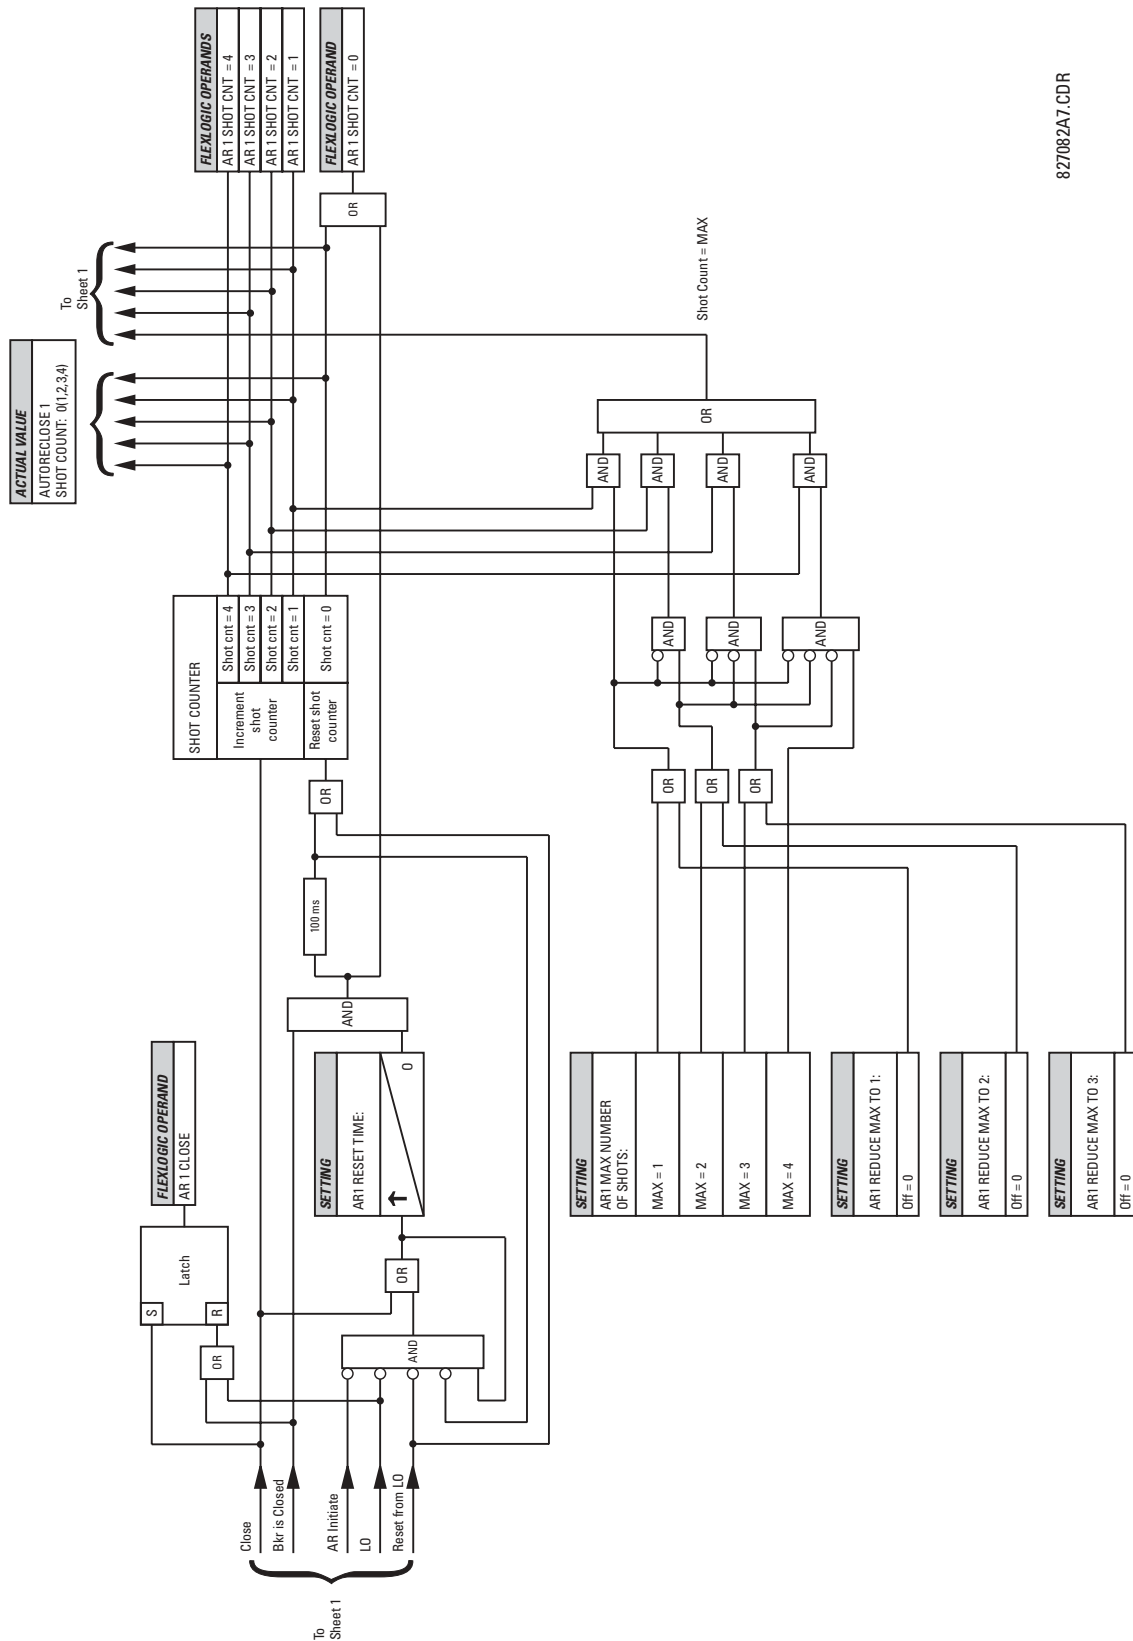 ACTUAL VALUE
AUTORECLOSE 1
SHOT COUNT: 0(1,2,3,4)
To
Sheet 1
FLEXLOGIC OPERANDS
AR 1 SHOT CNT = 4
AR 1 SHOT CNT = 3
AR 1 SHOT CNT = 2
AR 1 SHOT CNT = 1
FLEXLOGIC OPERAND
AR 1 SHOT CNT = 0
OR
FLEXLOGIC OPERAND
AR 1 CLOSE
Latch
S
R
OR
SHOT COUNTER
Increment
shot
counter
Shot cnt = 4
Shot cnt = 3
Shot cnt = 2
Shot cnt = 1
Reset shot
counter
Shot cnt = 0
OR
100 ms
AND
To
Sheet 1
Close
Bkr is Closed
AR Initiate
LO
Reset from LO
AND
OR
SETTING
AR1 RESET TIME:
0
SETTING
AR1 MAX NUMBER
OF SHOTS:
MAX = 1
MAX = 2
MAX = 3
MAX = 4
SETTING
AR1 REDUCE MAX TO 1:
Off = 0
SETTING
AR1 REDUCE MAX TO 2:
Off = 0
SETTING
AR1 REDUCE MAX TO 3:
Off = 0
OR
OR
OR
AND
AND
AND
AND
AND
AND
AND
OR
Shot Count = MAX
827082A7.CDR